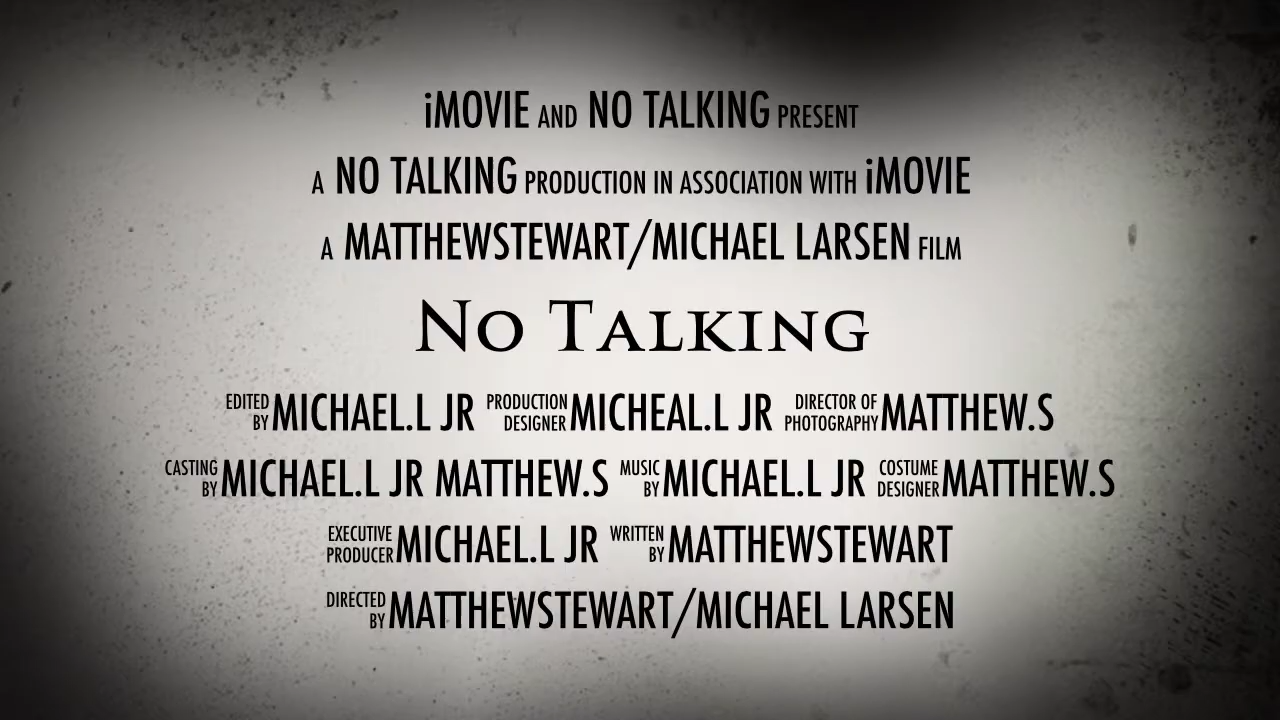 iMOVIE AND NO TALKING PRESENT
A NO TALKING PRODUCTION IN ASSOCIATION WITH iMOVIE
A MATTHEWSTEWART/MICHAEL LARSEN FILM
NO TALKING
EDITED BY MICHAEL.L JR PRODUCTION DESIGNER MICHEAL.L JR DIRECTOR OF PHOTOGRAPHY MATTHEW.S
CASTING BY MICHAEL.L JR MATTHEW.S MUSIC BY MICHAEL.L JR COSTUME DESIGNER MATTHEW.S
EXECUTIVE PRODUCER MICHAEL.L JR WRITTEN BY MATTHEWSTEWART
DIRECTED BY MATTHEWSTEWART/MICHAEL LARSEN